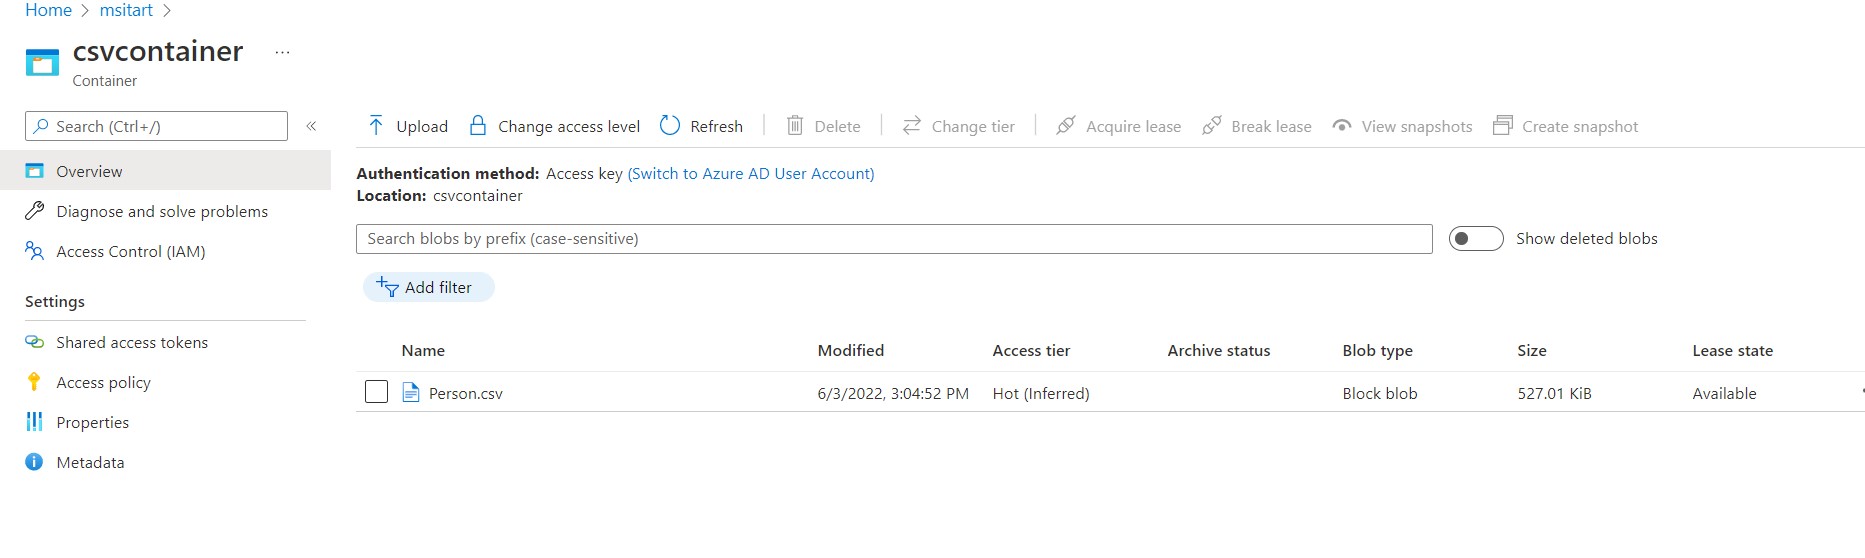 Home > msitart >
csvcontainer ...
Container
Search (Ctrl+/) «
Overview
Diagnose and solve problems
Access Control (IAM)
Settings
Shared access tokens
Access policy
Properties
Metadata
Upload Change access level Refresh Delete Change tier Acquire lease Break lease View snapshots Create snapshot
Authentication method: Access key (Switch to Azure AD User Account)
Location: csvcontainer
Search blobs by prefix (case-sensitive) Show deleted blobs
Add filter
Name Modified Access tier Archive status Blob type Size Lease state
Person.csv 6/3/2022, 3:04:52 PM Hot (Inferred) Block blob 527.01 KiB Available